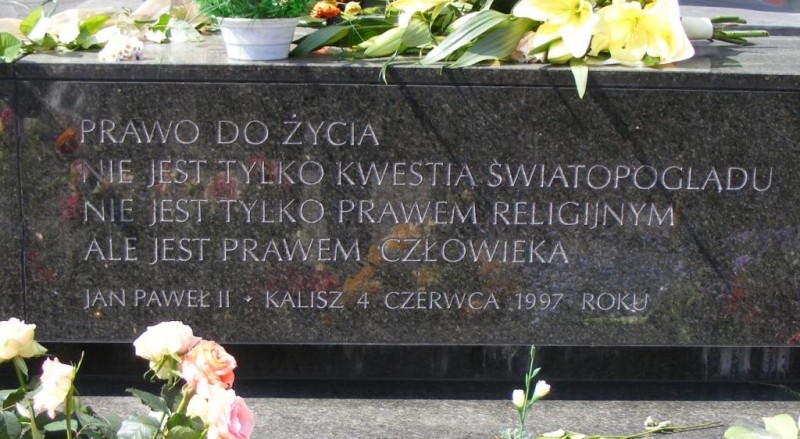 PRAWO DO ŻYCIA
NIE JEST TYLKO KWESTIA ŚWIATOPOGLĄDU
NIE JEST TYLKO PRAWEM RELIGIJNYM
ALE JEST PRAWEM CZŁOWIEKA
JAN PAWEŁ II • KALISZ 4 CZERWCA 1997 ROKU